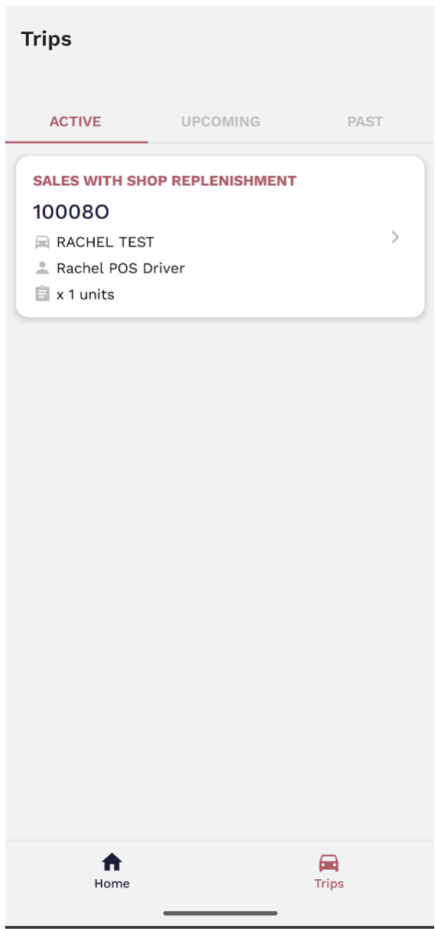 Trips
ACTIVE UPCOMING PAST
SALES WITH SHOP REPLENISHMENT
10008O
RACHEL TEST
Rachel POS Driver
x 1 units
Home Trips